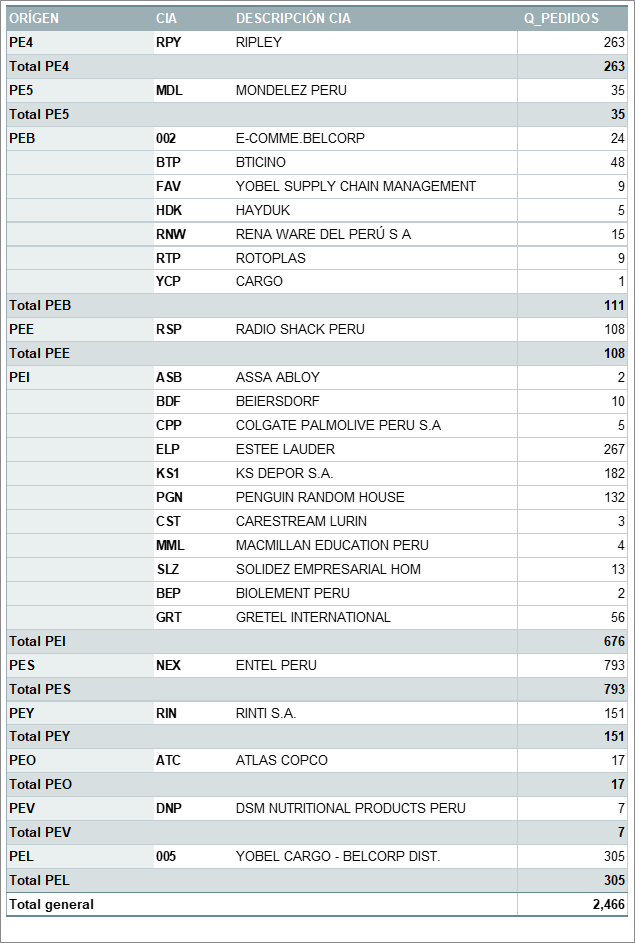 ORÍGEN CIA DESCRIPCIÓN CIA Q_PEDIDOS
PE4 RPY RIPLEY 263
Total PE4 263
PE5 MDL MONDELEZ PERU 35
Total PE5 35
PEB 002 E-COMME.BELCORP 24
BTP BTICINO 48
FAV YOBEL SUPPLY CHAIN MANAGEMENT 9
HDK HAYDUK 5
RNW RENA WARE DEL PERÚ S A 15
RTP ROTOPLAS 9
YCP CARGO 1
Total PEB 111
PEE RSP RADIO SHACK PERU 108
Total PEE 108
PEI ASB ASSA ABLOY 2
BDF BEIERSDORF 10
CPP COLGATE PALMOLIVE PERU S.A 5
ELP ESTEE LAUDER 267
KS1 KS DEPOR S.A. 182
PGN PENGUIN RANDOM HOUSE 132
CST CARESTREAM LURIN 3
MML MACMILLAN EDUCATION PERU 4
SLZ SOLIDEZ EMPRESARIAL HOM 13
BEP BIOLEMENT PERU 2
GRT GRETEL INTERNATIONAL 56
Total PEI 676
PES NEX ENTEL PERU 793
Total PES 793
PEY RIN RINTI S.A. 151
Total PEY 151
PEO ATC ATLAS COPCO 17
Total PEO 17
PEV DNP DSM NUTRITIONAL PRODUCTS PERU 7
Total PEV 7
PEL 005 YOBEL CARGO - BELCORP DIST. 305
Total PEL 305
Total general 2,466